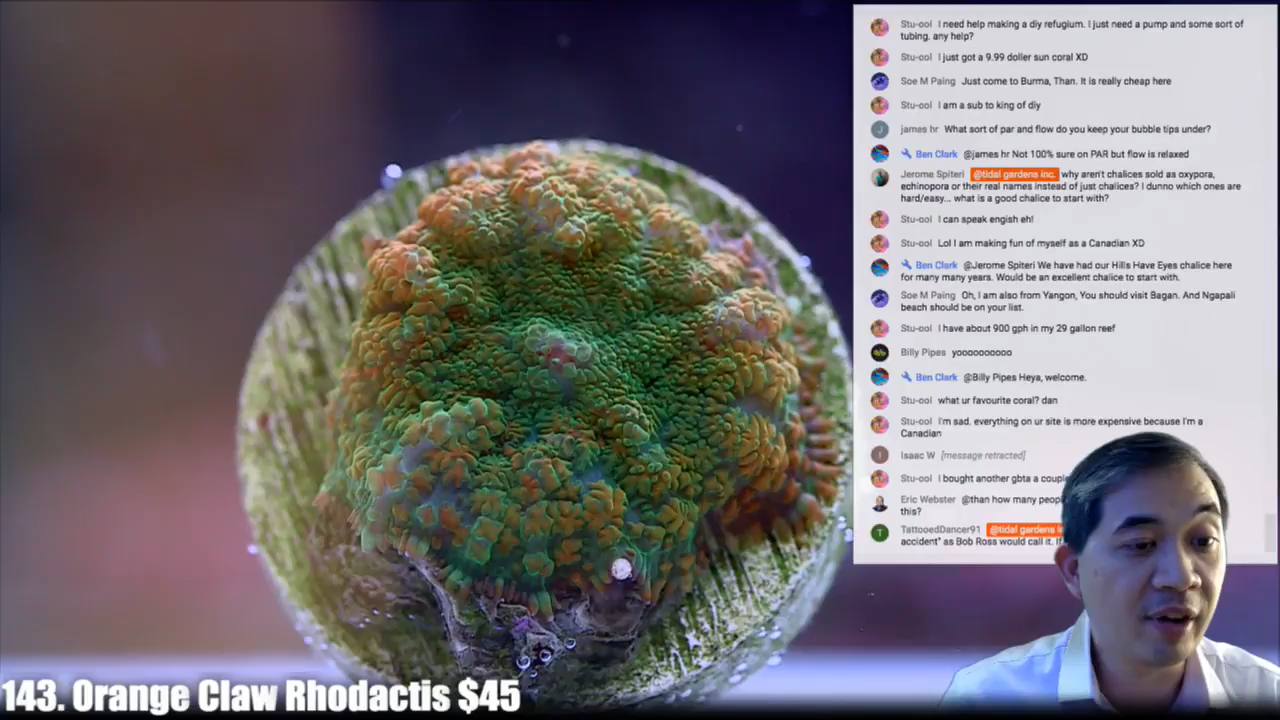 Stu-ool I need help making a diy refugium. I just need a pump and some sort of
tubing. any help?
Stu-ool I just got a 9.99 doller sun coral XD
Soe M Paing Just come to Burma, Than. It is really cheap here
Stu-ool I am a sub to king of diy
james hr What sort of par and flow do you keep your bubble tips under?
Ben Clark @james hr Not 100% sure on PAR but flow is relaxed
Jerome Spiteri @tidal gardens inc. why aren't chalices sold as oxypora,
echinopora or their real names instead of just chalices? I dunno which ones are
hard/easy... what is a good chalice to start with?
Stu-ool I can speak engish eh!
Stu-ool Lol I am making fun of myself as a Canadian XD
Ben Clark @Jerome Spiteri We have had our Hills Have Eyes chalice here
for many many years. Would be an excellent chalice to start with.
Soe M Paing Oh, I am also from Yangon, You should visit Bagan. And Ngapali
beach should be on your list.
Stu-ool I have about 900 gph in my 29 gallon reef
Billy Pipes yoooooooooo
Ben Clark @Billy Pipes Heya, welcome.
Stu-ool what ur favourite coral? dan
Stu-ool I'm sad. everything on ur site is more expensive because I'm a
Canadian
Isaac W [message retracted]
Stu-ool I bought another gbta a
Eric Webster @than how many
this?
TattooedDancer91 @tidal gardens
accident" as Bob Ross would call it.
143. Orange Claw Rhodactis $45